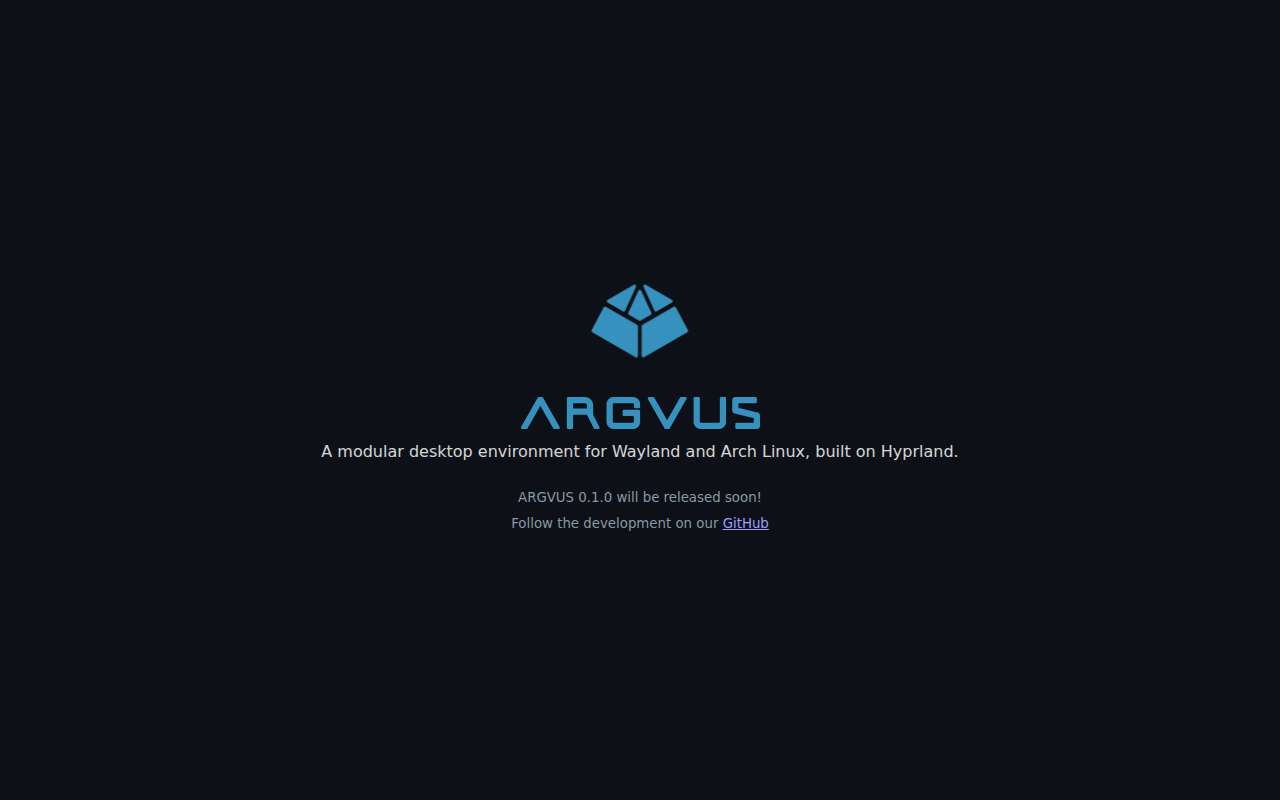 ARGVUS
A modular desktop environment for Wayland and Arch Linux, built on Hyprland.
ARGVUS 0.1.0 will be released soon!
Follow the development on our GitHub